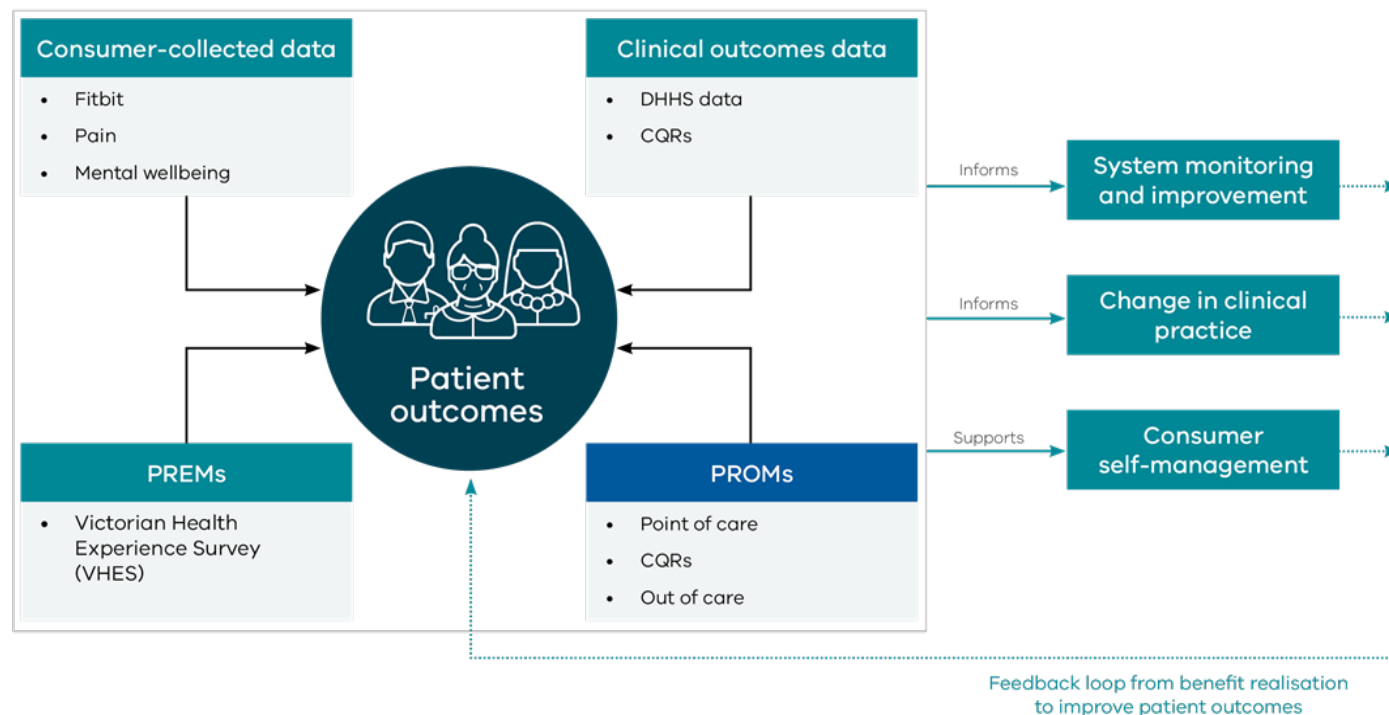 Consumer-collected data
• Fitbit
• Pain
• Mental wellbeing
Clinical outcomes data
• DHHS data
• CQRs
Patient
outcomes
PREMs
• Victorian Health
Experience Survey
(VHES)
PROMs
• Point of care
• CQRs
• Out of care
Informs
System monitoring
and improvement
Informs
Change in clinical
practice
Supports
Consumer
self-management
Feedback loop from benefit realisation
to improve patient outcomes